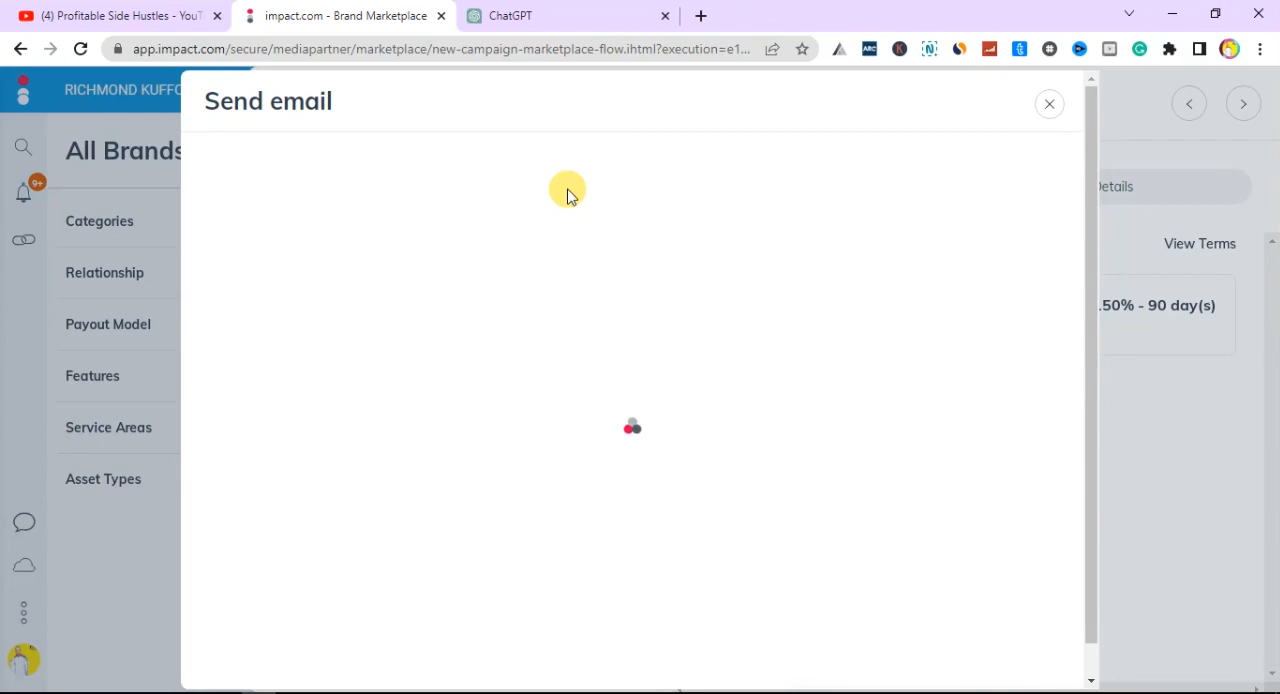 (4) Profitable Side Hustles - YouT
impact.com - Brand Marketplace
ChatGPT
app.impact.com/secure/mediapartner/marketplace/new-campaign-marketplace-flow.ihtml?execution=e1...
ARC
K
N
t
G
RICHMOND KUFFO
Send email
All Brands
9+
Details
Categories
View Terms
Relationship
.50% - 90 day(s)
Payout Model
Features
Service Areas
Asset Types